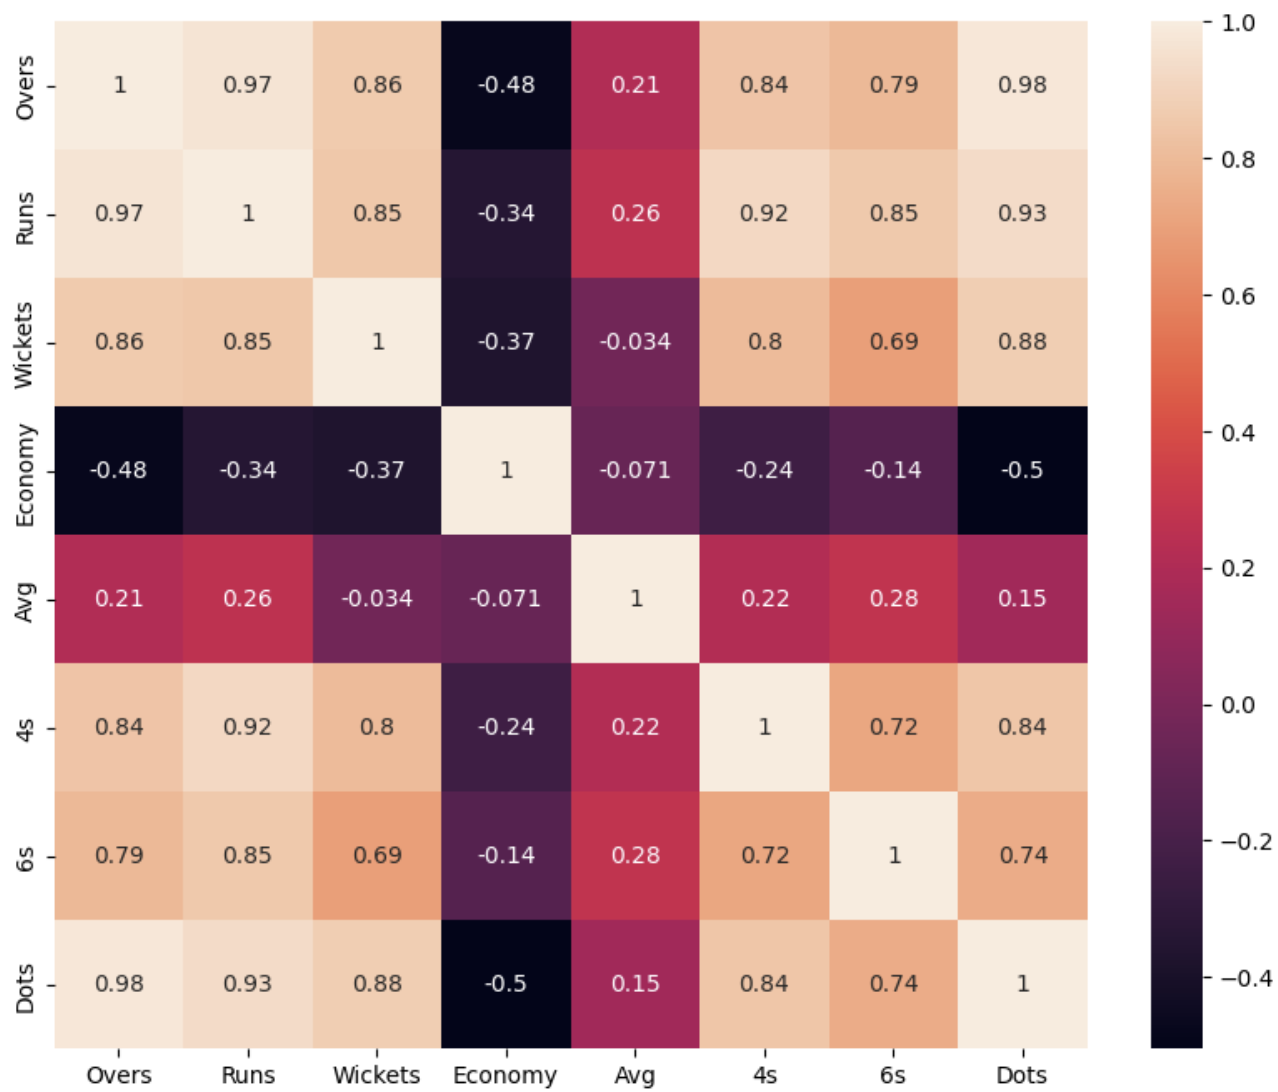 Overs 1 0.97 0.86 -0.48 0.21 0.84 0.79 0.98
Runs 0.97 1 0.85 -0.34 0.26 0.92 0.85 0.93
Wickets 0.86 0.85 1 -0.37 -0.034 0.8 0.69 0.88
Economy -0.48 -0.34 -0.37 1 -0.071 -0.24 -0.14 -0.5
Avg 0.21 0.26 -0.034 -0.071 1 0.22 0.28 0.15
4s 0.84 0.92 0.8 -0.24 0.22 1 0.72 0.84
6s 0.79 0.85 0.69 -0.14 0.28 0.72 1 0.74
Dots 0.98 0.93 0.88 -0.5 0.15 0.84 0.74 1
Overs Runs Wickets Economy Avg 4s 6s Dots
1.0
0.8
0.6
0.4
0.2
0.0
−0.2
−0.4